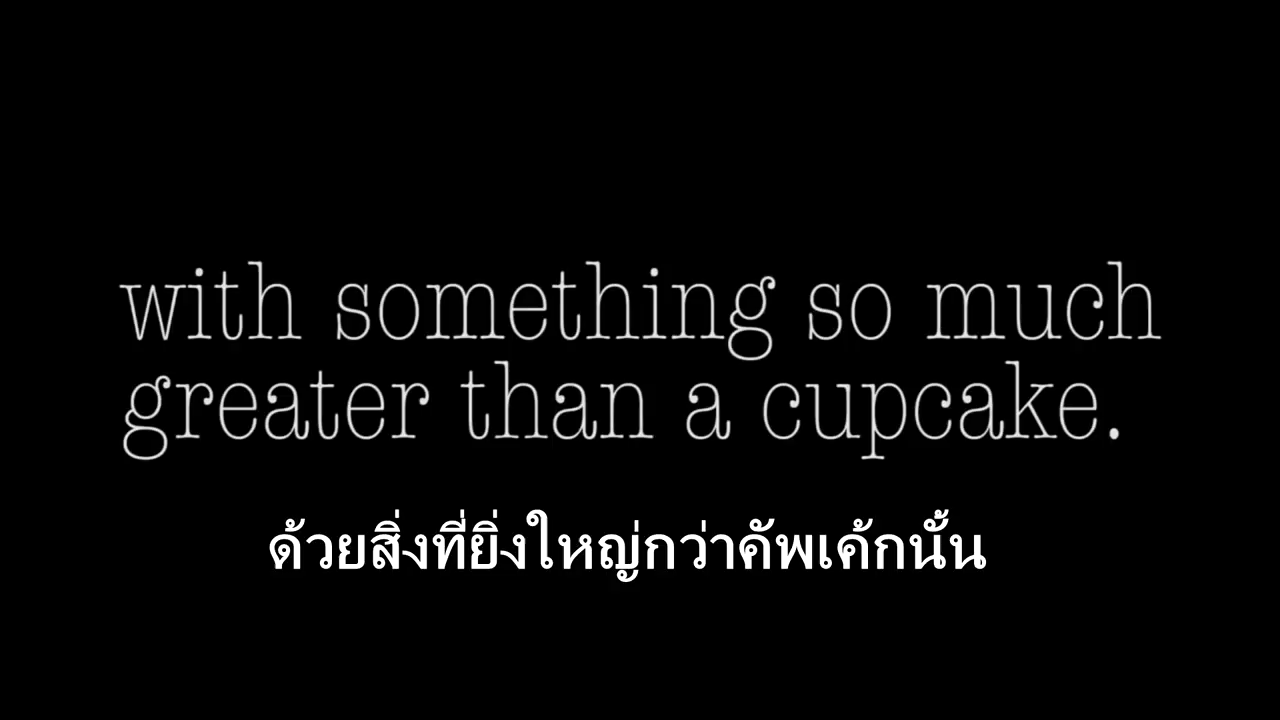 with something so much
greater than a cupcake.
ด้วยสิ่งที่ยิ่งใหญ่กว่าคัพเค้กนั้น